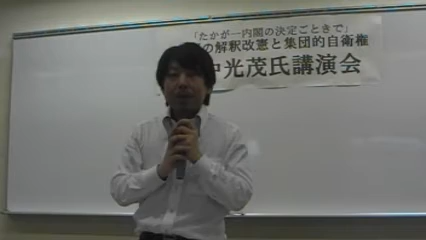 「たかが一内閣の決定ごときで」
の解釈改憲と集団的自衛権
中光茂氏講演会